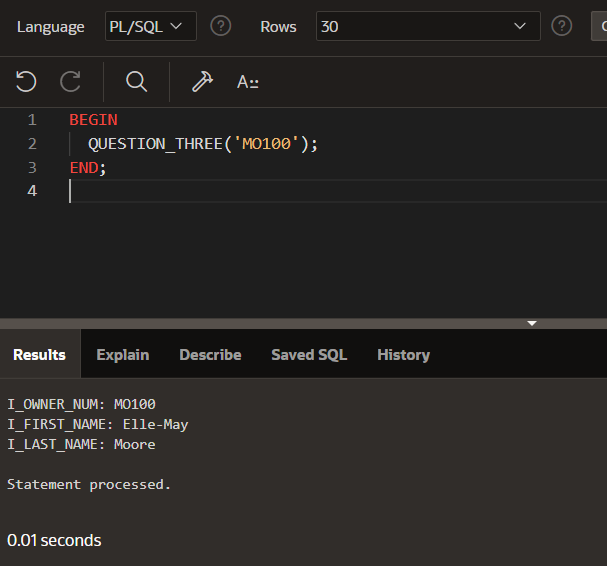 Language PL/SQL Rows 30
A::
1 BEGIN
2 QUESTION_THREE('MO100');
3 END;
4
Results Explain Describe Saved SQL History
I_OWNER_NUM: MO100
I_FIRST_NAME: Elle-May
I_LAST_NAME: Moore
Statement processed.
0.01 seconds